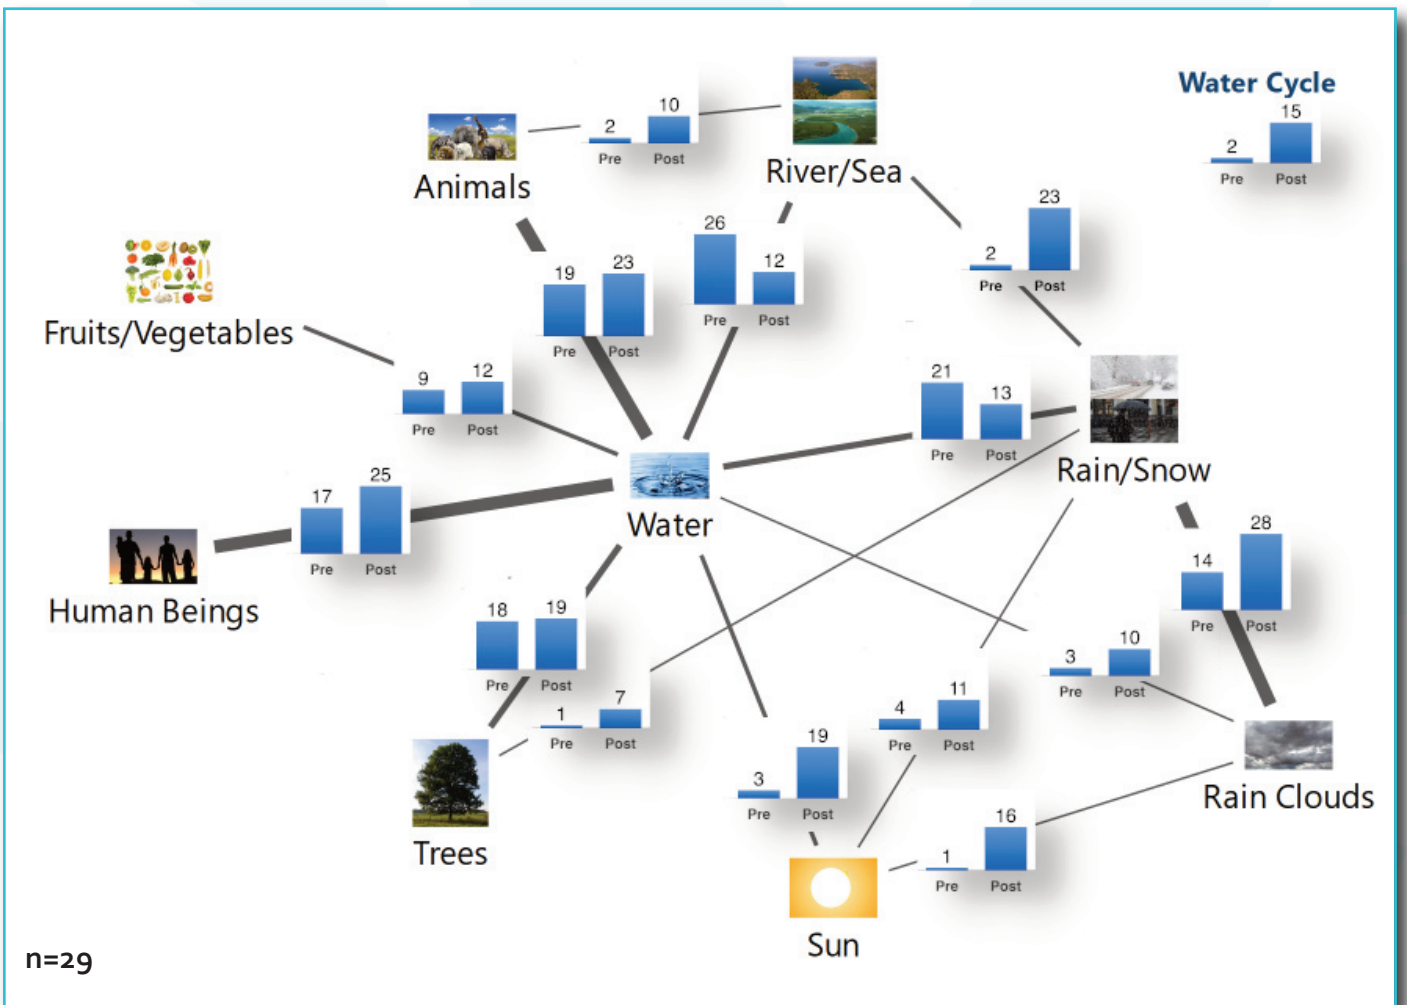 Water Cycle
2 15
Pre Post
2 10
Pre Post
River/Sea
Animals
26 12
Pre Post
2 23
Pre Post
19 23
Pre Post
Fruits/Vegetables
9 12
Pre Post
21 13
Pre Post
Rain/Snow
17 25
Pre Post
Water
Human Beings
14 28
Pre Post
18 19
Pre Post
3 10
Pre Post
1 7
Pre Post
4 11
Pre Post
3 19
Pre Post
Rain Clouds
Trees
1 16
Pre Post
Sun
n=29